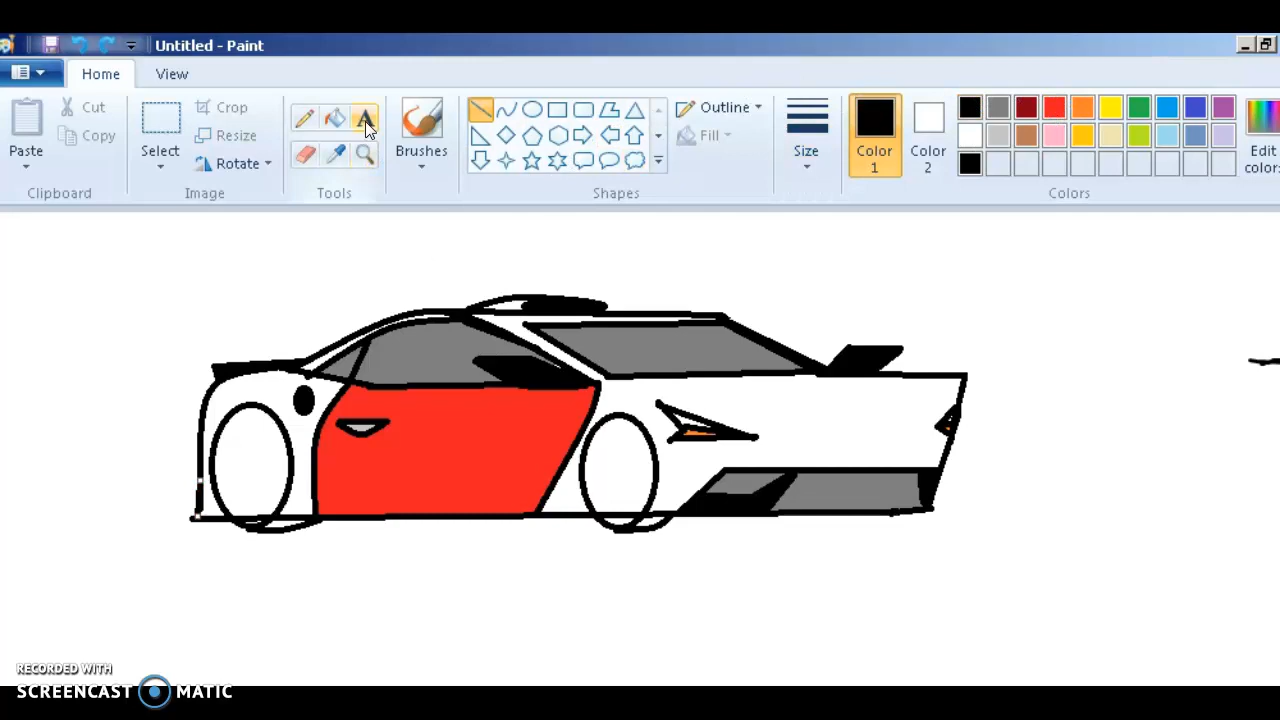 Untitled - Paint
Home View
Cut
Copy
Paste
Clipboard
Select
Crop
Resize
Rotate
Image
A
Tools
Brushes
Outline
Fill
Shapes
Size
Color
1
Color
2
Edit
color
Colors
RECORDED WITH
SCREENCAST MATIC